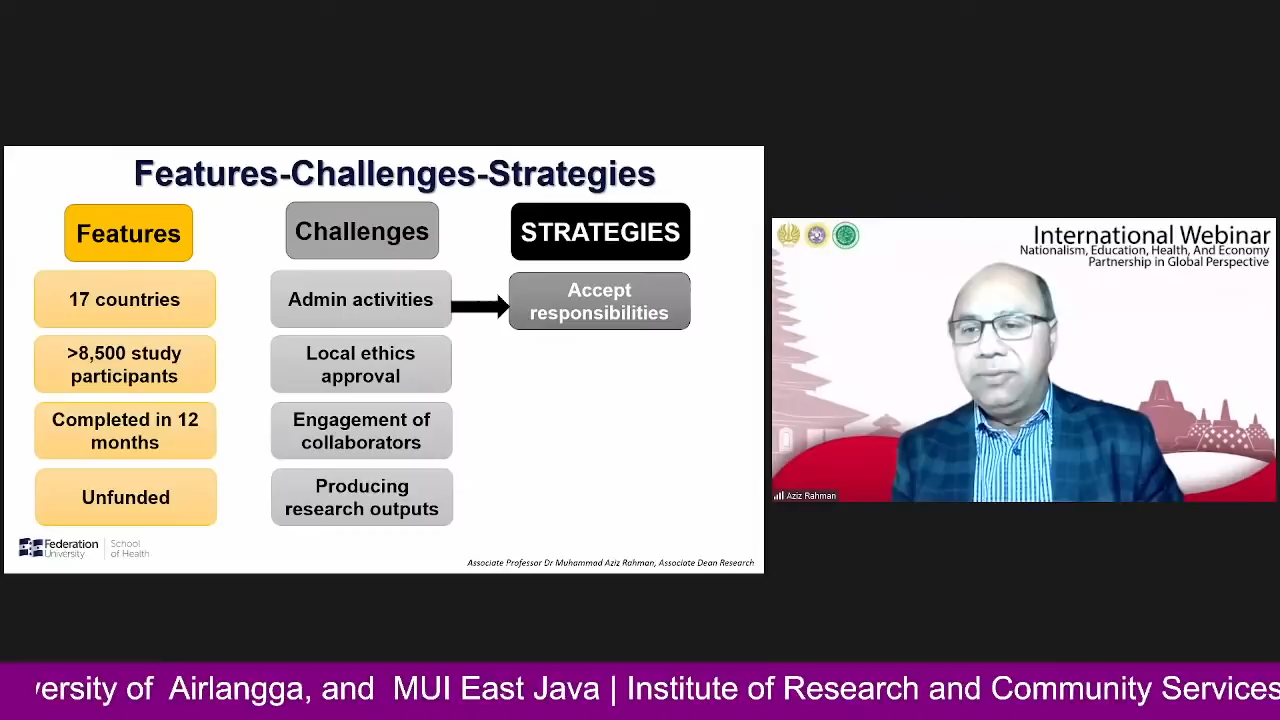 Features-Challenges-Strategies
Features
Challenges
STRATEGIES
17 countries
Admin activities
Accept
responsibilities
>8,500 study
participants
Local ethics
approval
Completed in 12
months
Engagement of
collaborators
Unfunded
Producing
research outputs
Federation
University
School
of Health
Associate Professor Dr Muhammad Aziz Rahman, Associate Dean Research
International Webinar
Nationalism, Education, Health, And Economy
Partnership in Global Perspective
Aziz Rahman
versity of Airlangga, and MUI East Java | Institute of Research and Community Services